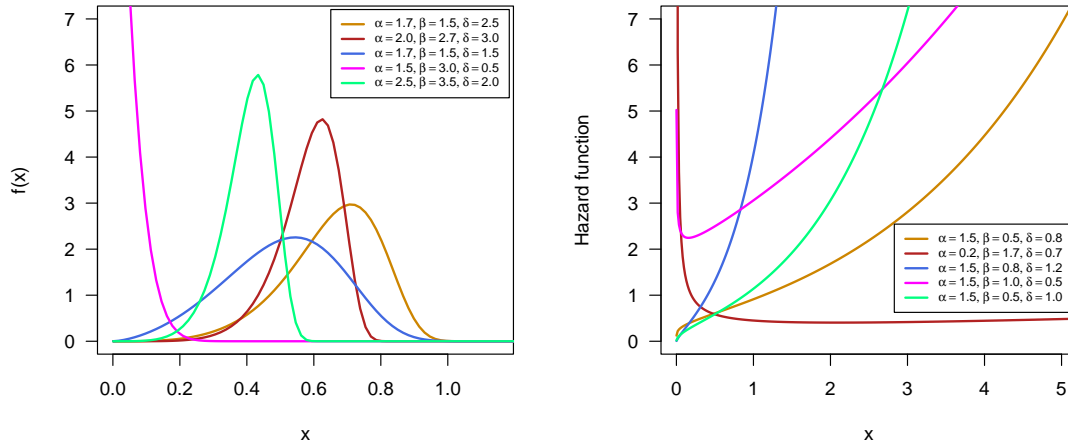 α = 1.7, β = 1.5, δ = 2.5
α = 2.0, β = 2.7, δ = 3.0
α = 1.7, β = 1.5, δ = 1.5
α = 1.5, β = 3.0, δ = 0.5
α = 2.5, β = 3.5, δ = 2.0
7
6
5
4
3
2
1
0
f(x)
0.0 0.2 0.4 0.6 0.8 1.0
x
7
6
5
4
3
2
1
0
Hazard function
α = 1.5, β = 0.5, δ = 0.8
α = 0.2, β = 1.7, δ = 0.7
α = 1.5, β = 0.8, δ = 1.2
α = 1.5, β = 1.0, δ = 0.5
α = 1.5, β = 0.5, δ = 1.0
0 1 2 3 4 5
x